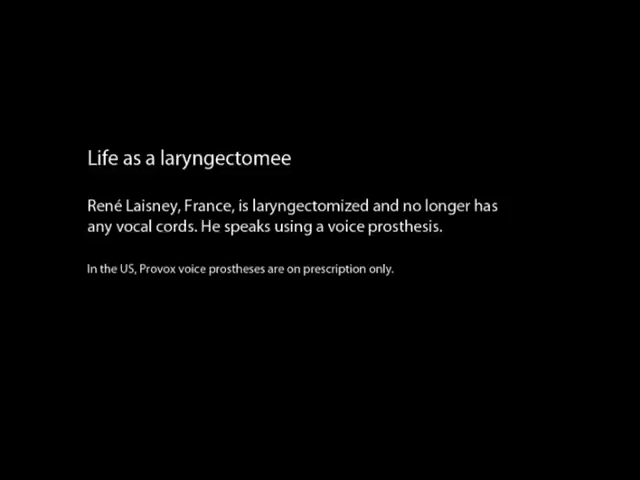 Life as a laryngectomee
René Laisney, France, is laryngectomized and no longer has
any vocal cords. He speaks using a voice prosthesis.
In the US, Provox voice prostheses are on prescription only.